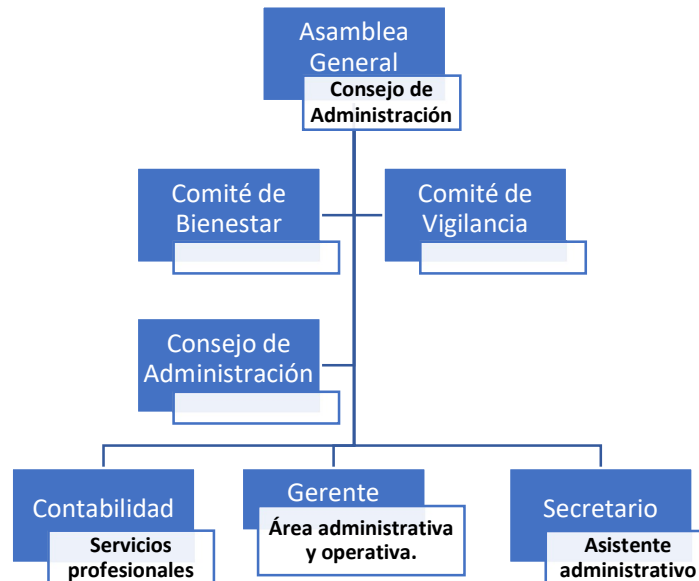 Asamblea
General
Consejo de
Administración
Comité de
Bienestar
Comité de
Vigilancia
Consejo de
Administración
Contabilidad
Servicios
profesionales
Gerente
Área administrativa
y operativa.
Secretario
Asistente
administrativo